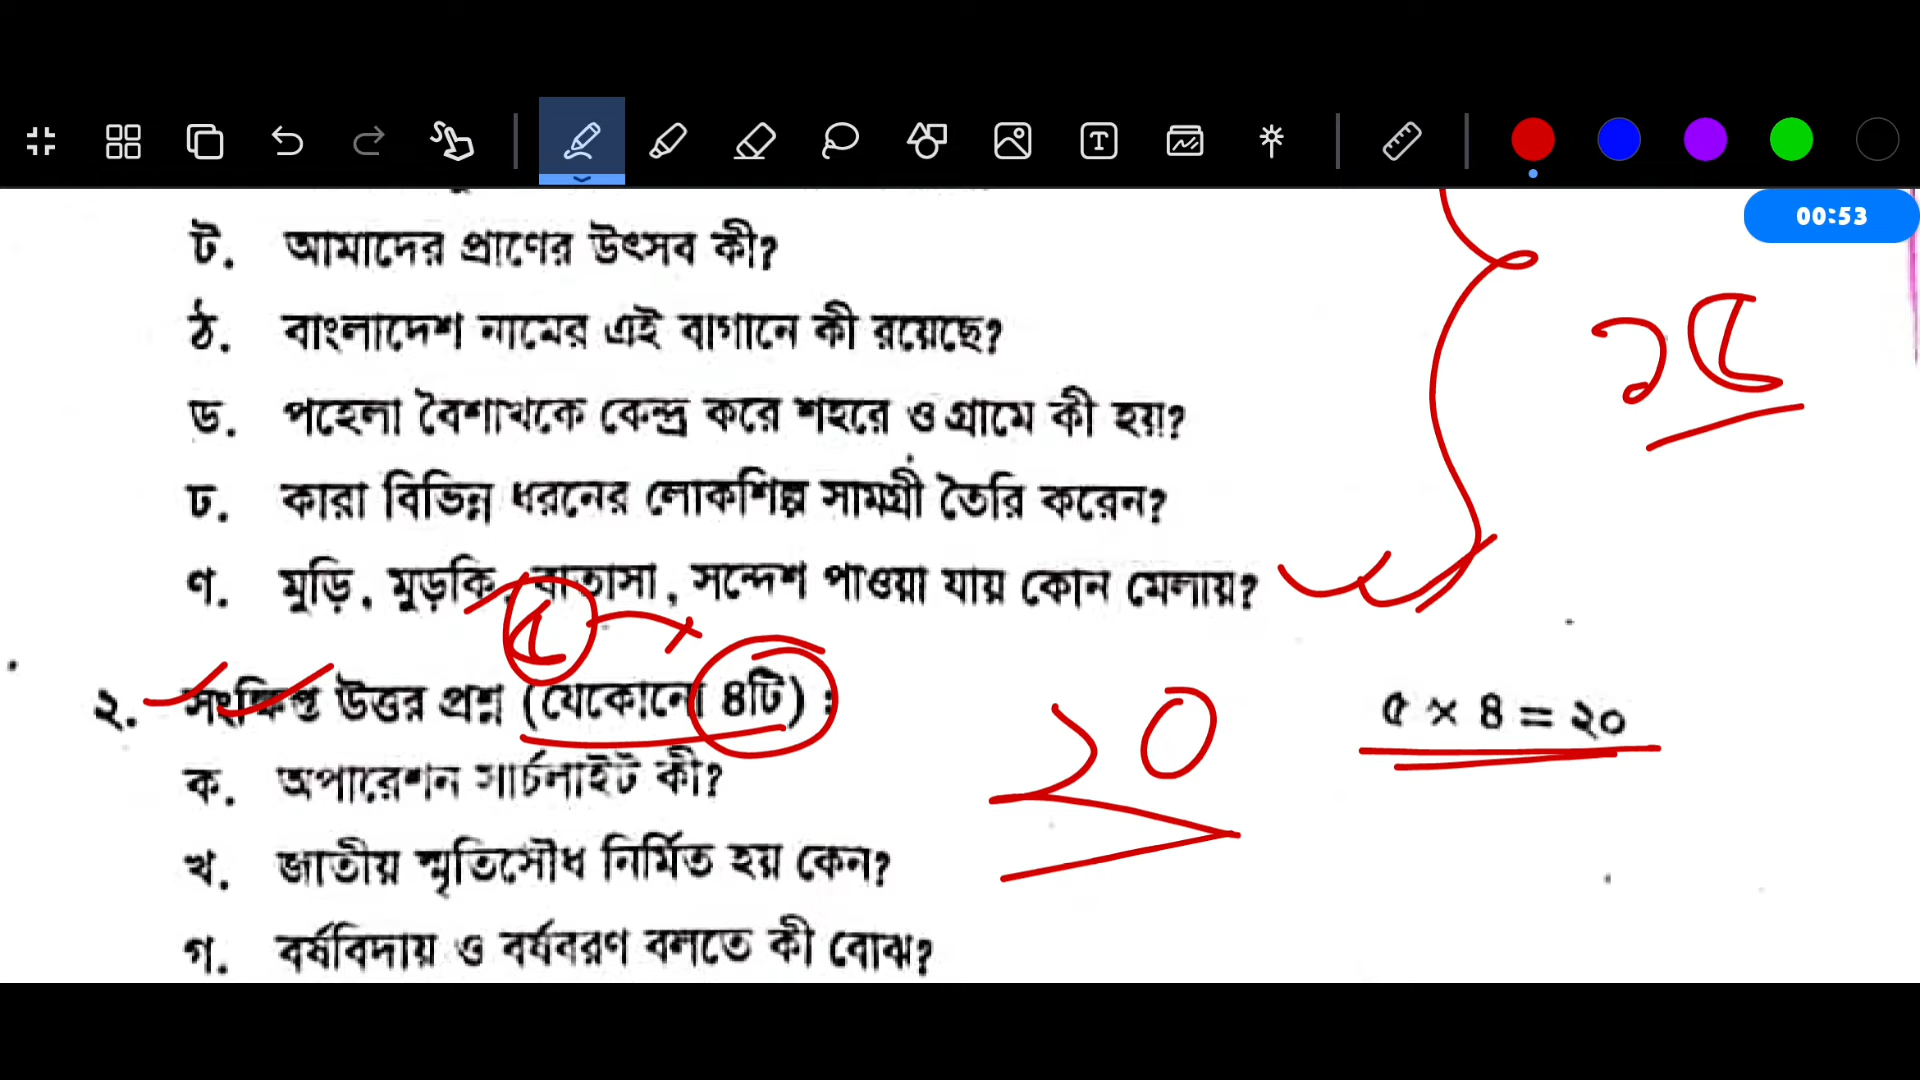 00:53
ট. আমাদের প্রাণের উৎসব কী?
ঠ. বাংলাদেশ নামের এই বাগানে কী রয়েছে?
১৫
ড. পহেলা বৈশাখকে কেন্দ্র করে শহরে ও গ্রামে কী হয়?
ঢ. কারা বিভিন্ন ধরনের লোকশিল্প সামগ্রী তৈরি করেন?
ণ. মুড়ি, মুড়কি, বাতাসা, সন্দেশ পাওয়া যায় কোন মেলায়?
৫
২. সংক্ষিপ্ত উত্তর প্রশ্ন (যেকোনো ৪টি) : ৫ × ৪ = ২০
২০
ক. অপারেশন সার্চলাইট কী?
খ. জাতীয় স্মৃতিসৌধ নির্মিত হয় কেন?
গ. বর্ষবিদায় ও বর্ষবরণ বলতে কী বোঝ?